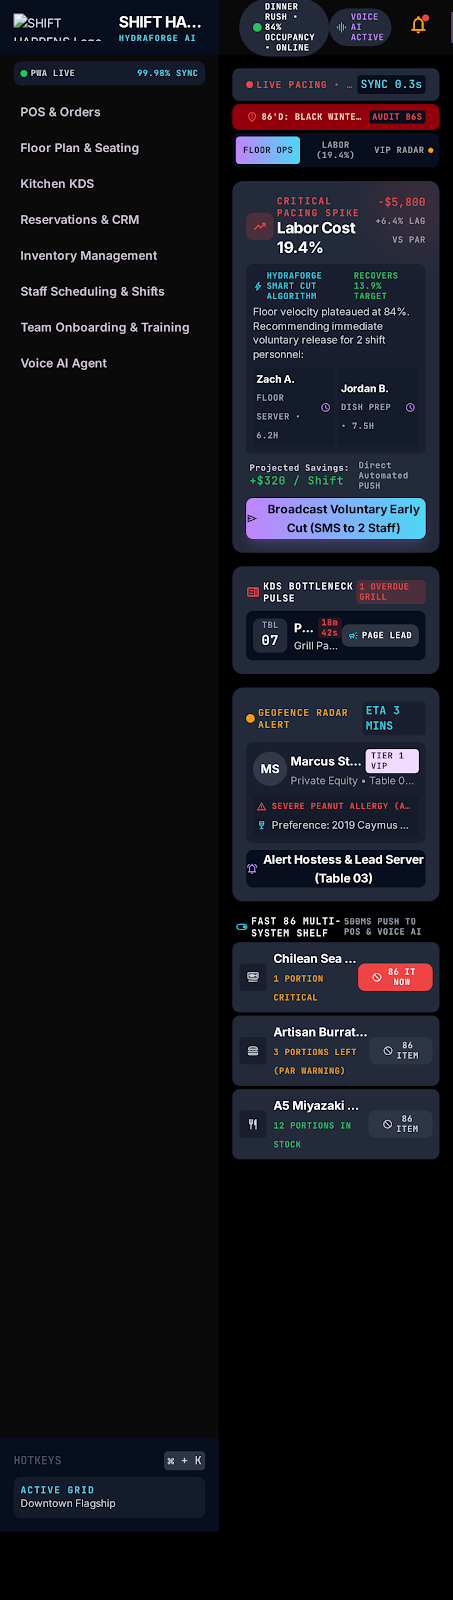 SHIFT
HAPPENS Logo
SHIFT HA...
HYDRAFORGE AI
PWA LIVE
99.98% SYNC
POS & Orders
Floor Plan & Seating
Kitchen KDS
Reservations & CRM
Inventory Management
Staff Scheduling & Shifts
Team Onboarding & Training
Voice AI Agent
HOTKEYS
⌘ + K
ACTIVE GRID
Downtown Flagship
DINNER
RUSH •
84%
OCCUPANCY
• ONLINE
VOICE
AI
ACTIVE
LIVE PACING • …
SYNC 0.3s
86'D: BLACK WINTE…
AUDIT 86S
FLOOR OPS
LABOR
(19.4%)
VIP RADAR
CRITICAL
PACING SPIKE
Labor Cost
19.4%
-$5,800
+6.4% LAG
VS PAR
HYDRAFORGE
SMART CUT
ALGORITHM
RECOVERS
13.9%
TARGET
Floor velocity plateaued at 84%.
Recommending immediate
voluntary release for 2 shift
personnel:
Zach A.
FLOOR
SERVER •
6.2H
Jordan B.
DISH PREP
• 7.5H
Projected Savings:
+$320 / Shift
Direct
Automated
PUSH
Broadcast Voluntary Early
Cut (SMS to 2 Staff)
KDS BOTTLENECK
PULSE
1 OVERDUE
GRILL
TBL
07
P...
18m
42s
Grill Pa...
PAGE LEAD
GEOFENCE RADAR
ALERT
ETA 3
MINS
MS
Marcus St...
TIER 1
VIP
Private Equity • Table 0...
SEVERE PEANUT ALLERGY (A…
Preference: 2019 Caymus ...
Alert Hostess & Lead Server
(Table 03)
FAST 86 MULTI-
SYSTEM SHELF
500MS PUSH TO
POS & VOICE AI
Chilean Sea ...
1 PORTION
CRITICAL
86 IT
NOW
Artisan Burrat...
3 PORTIONS LEFT
(PAR WARNING)
86
ITEM
A5 Miyazaki ...
12 PORTIONS IN
STOCK
86
ITEM